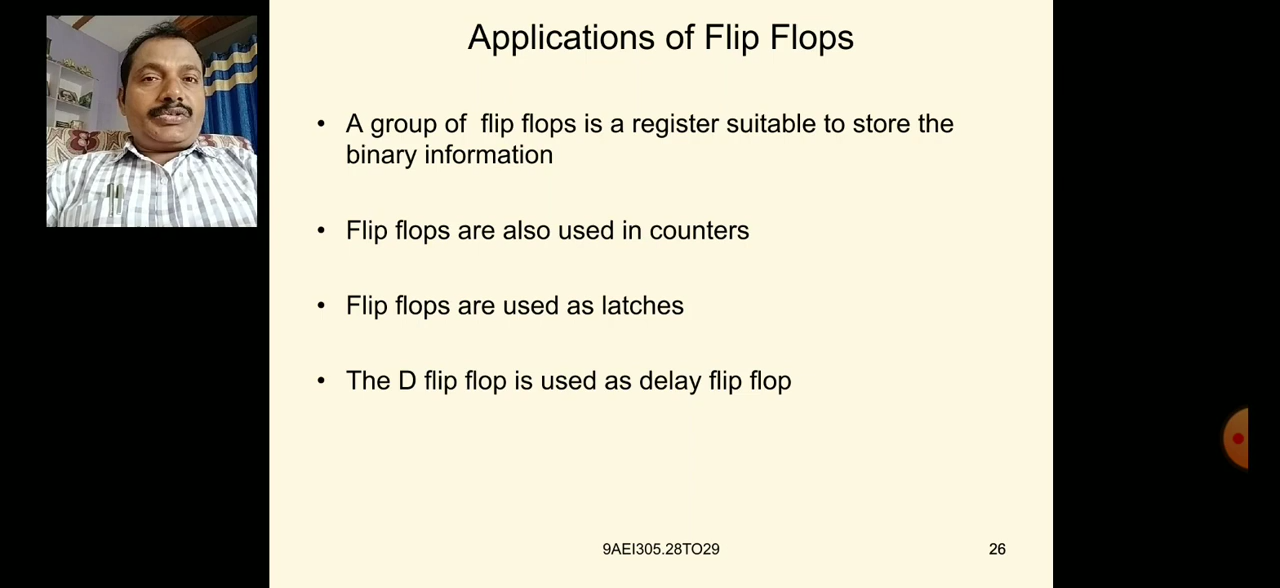 Applications of Flip Flops
• A group of  flip flops is a register suitable to store the
binary information
• Flip flops are also used in counters
• Flip flops are used as latches
• The D flip flop is used as delay flip flop
9AEI305.28TO29
26